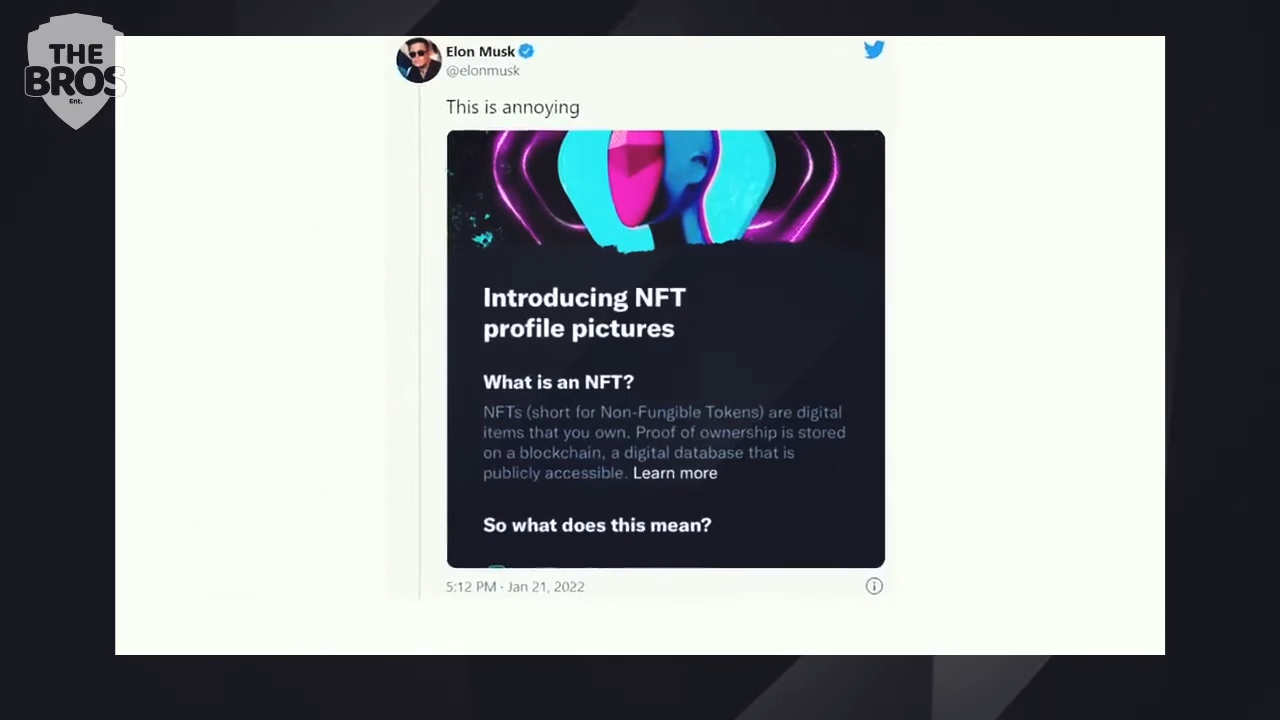 THE
BROS
Ent.
Elon Musk
@elonmusk
This is annoying
Introducing NFT
profile pictures
What is an NFT?
NFTs (short for Non-Fungible Tokens) are digital
items that you own. Proof of ownership is stored
on a blockchain, a digital database that is
publicly accessible. Learn more
So what does this mean?
5:12 PM · Jan 21, 2022